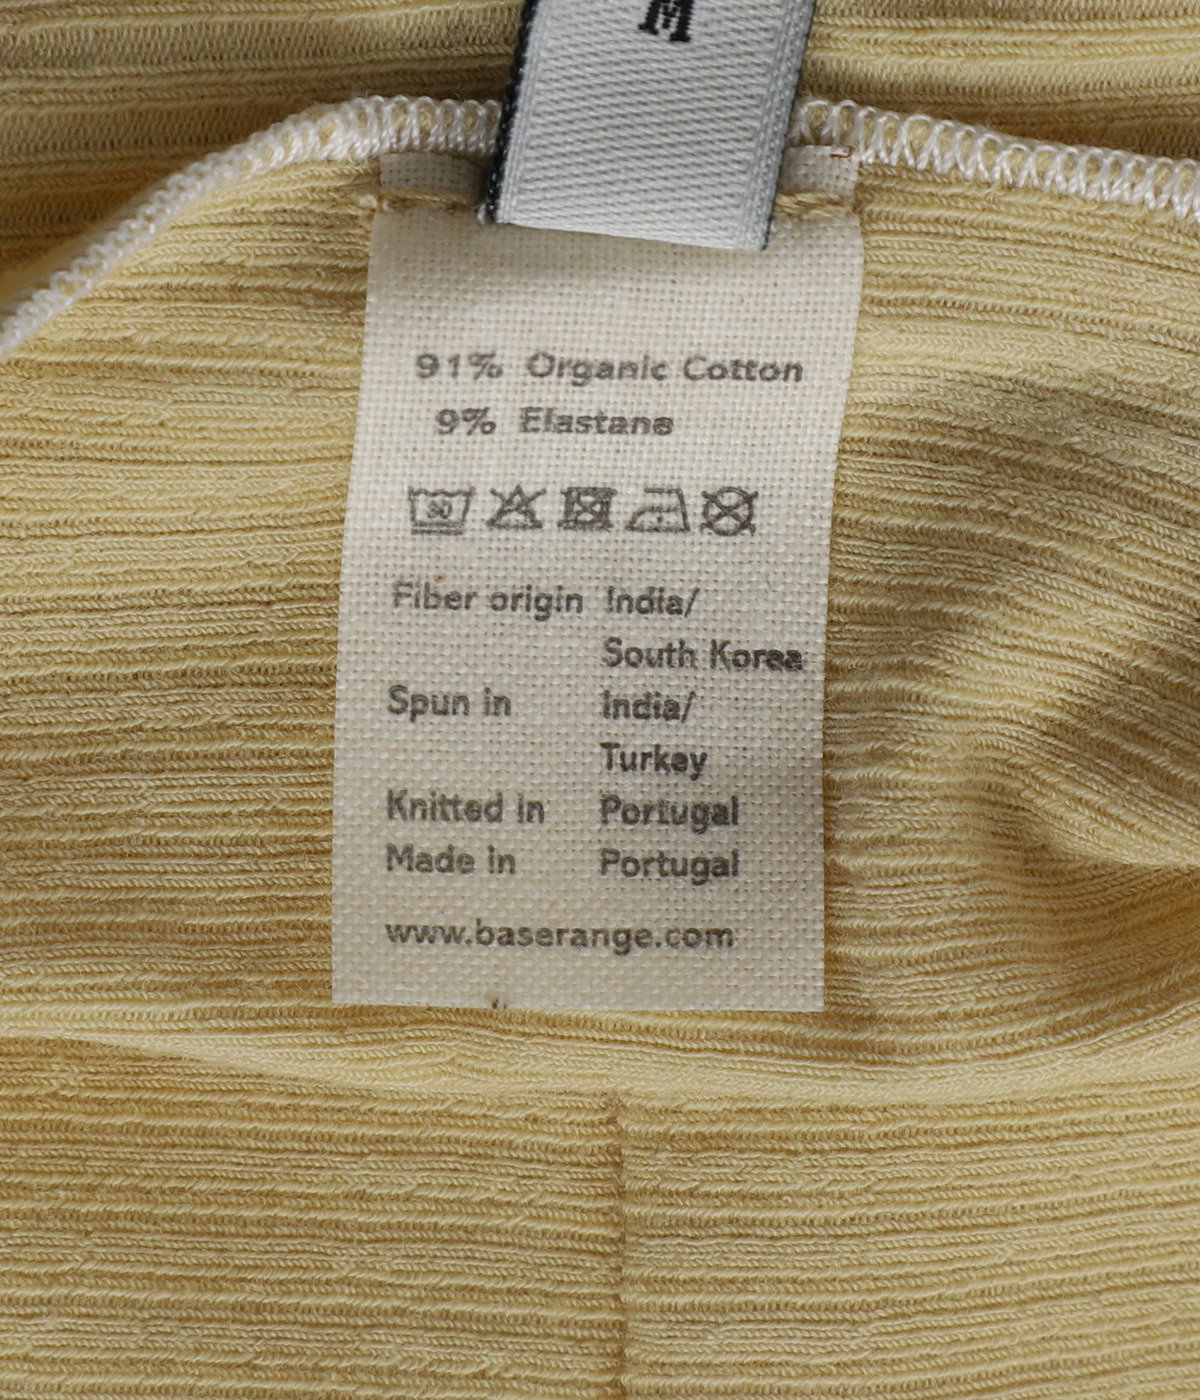 M
91% Organic Cotton
9% Elastane
30
Fiber origin India/
South Korea
Spun in India/
Turkey
Knitted in Portugal
Made in Portugal
www.baserange.com